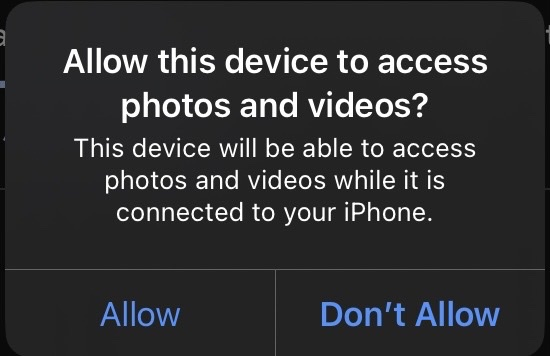 Allow this device to access
photos and videos?
This device will be able to access
photos and videos while it is
connected to your iPhone.
Allow
Don’t Allow